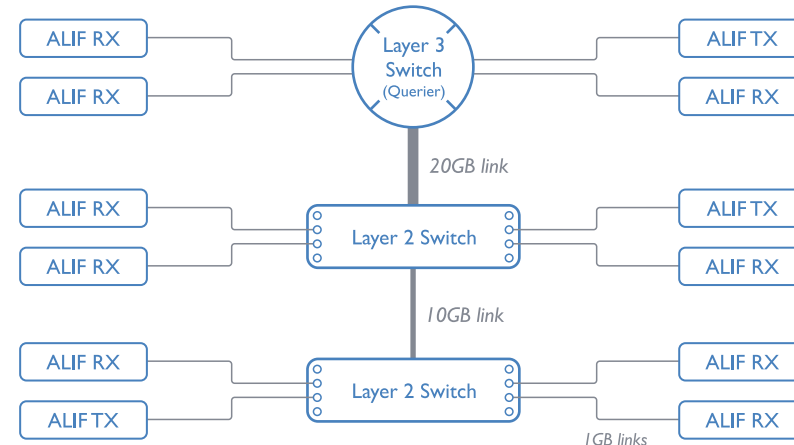 ALIF RX
Layer 3
Switch
(Querier)
ALIF TX
ALIF RX
ALIF RX
20GB link
ALIF RX
Layer 2 Switch
ALIF TX
ALIF RX
ALIF RX
10GB link
ALIF RX
Layer 2 Switch
ALIF RX
ALIF TX
ALIF RX
1GB links